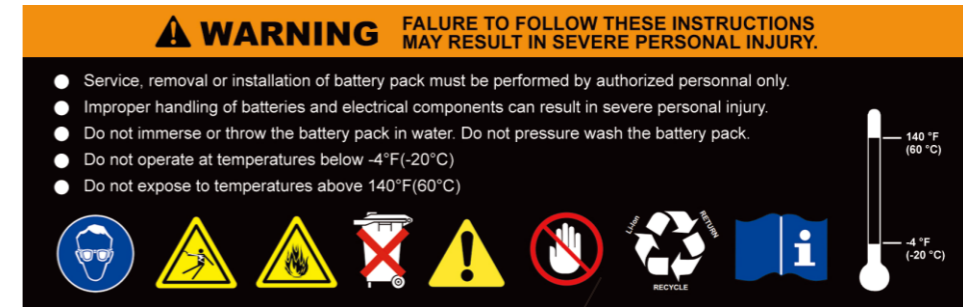 WARNING
FALURE TO FOLLOW THESE INSTRUCTIONS
MAY RESULT IN SEVERE PERSONAL INJURY.
Service, removal or installation of battery pack must be performed by authorized personnal only.
Improper handling of batteries and electrical components can result in severe personal injury.
Do not immerse or throw the battery pack in water. Do not pressure wash the battery pack.
Do not operate at temperatures below -4°F(-20°C)
Do not expose to temperatures above 140°F(60°C)
140 °F
(60 °C)
Li-Ion
RETURN
RECYCLE
i
-4 °F
(-20 °C)